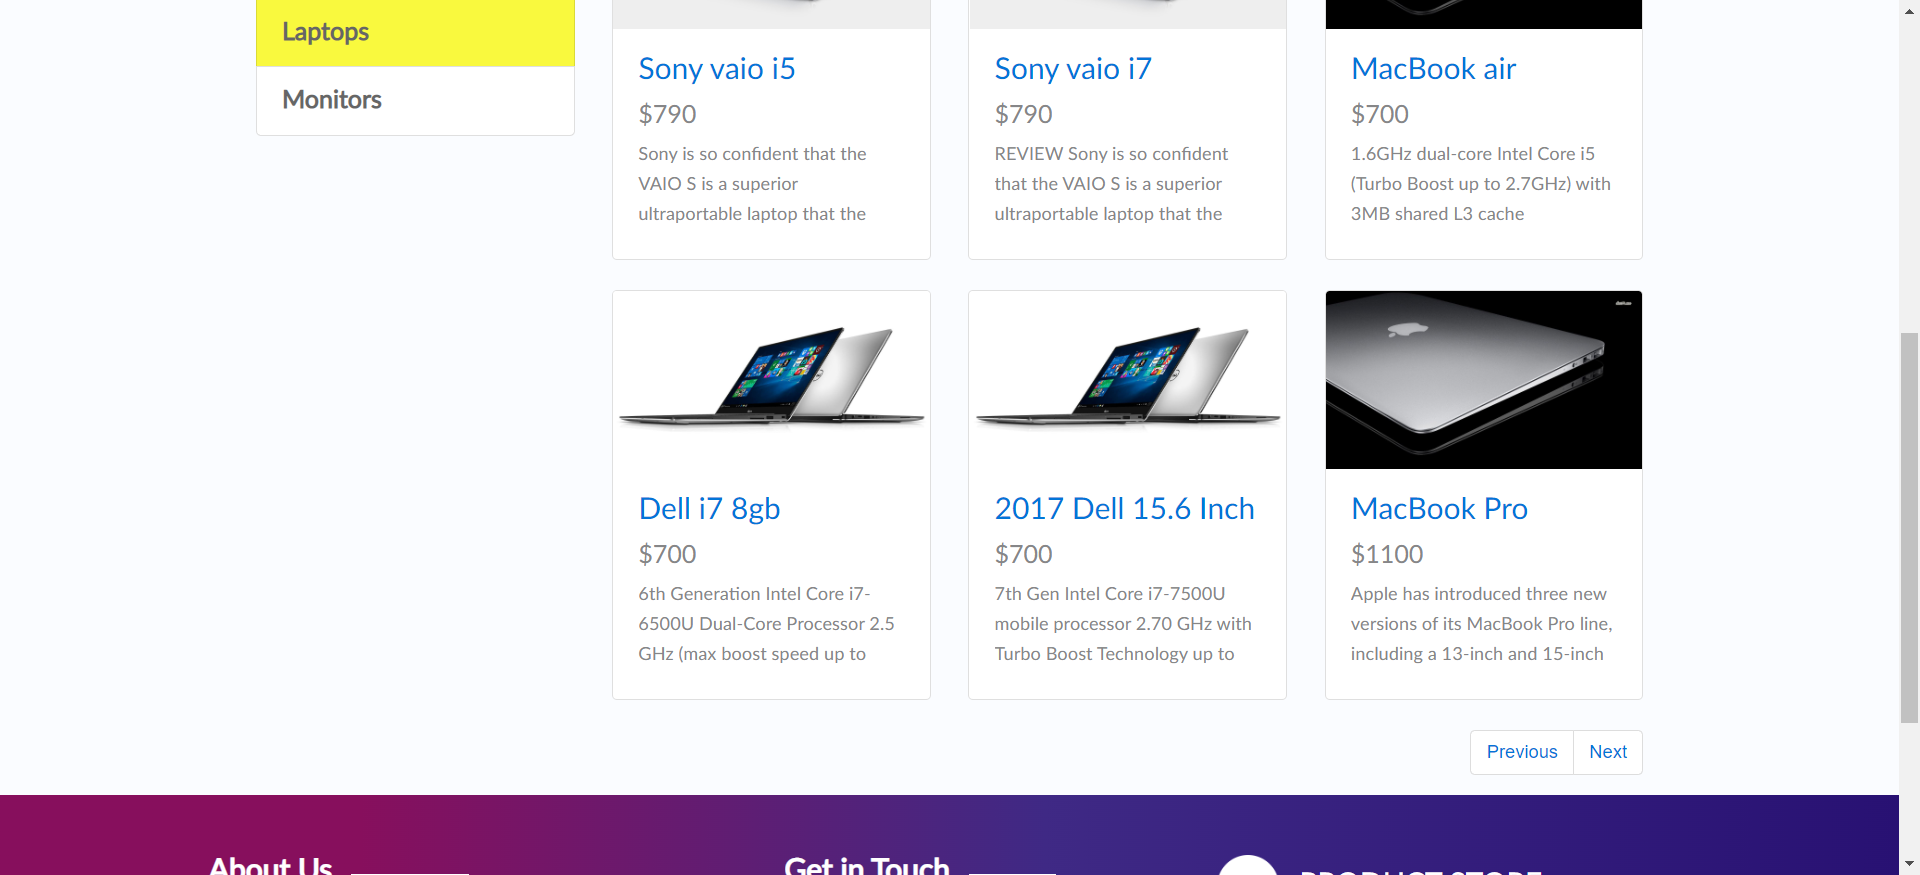 Laptops
Monitors
Sony vaio i5
$790
Sony is so confident that the
VAIO S is a superior
ultraportable laptop that the
Sony vaio i7
$790
REVIEW Sony is so confident
that the VAIO S is a superior
ultraportable laptop that the
MacBook air
$700
1.6GHz dual-core Intel Core i5
(Turbo Boost up to 2.7GHz) with
3MB shared L3 cache
Dell i7 8gb
$700
6th Generation Intel Core i7-
6500U Dual-Core Processor 2.5
GHz (max boost speed up to
2017 Dell 15.6 Inch
$700
7th Gen Intel Core i7-7500U
mobile processor 2.70 GHz with
Turbo Boost Technology up to
MacBook Pro
$1100
Apple has introduced three new
versions of its MacBook Pro line,
including a 13-inch and 15-inch
Previous
Next
About Us
Get in Touch
PRODUCT STORE